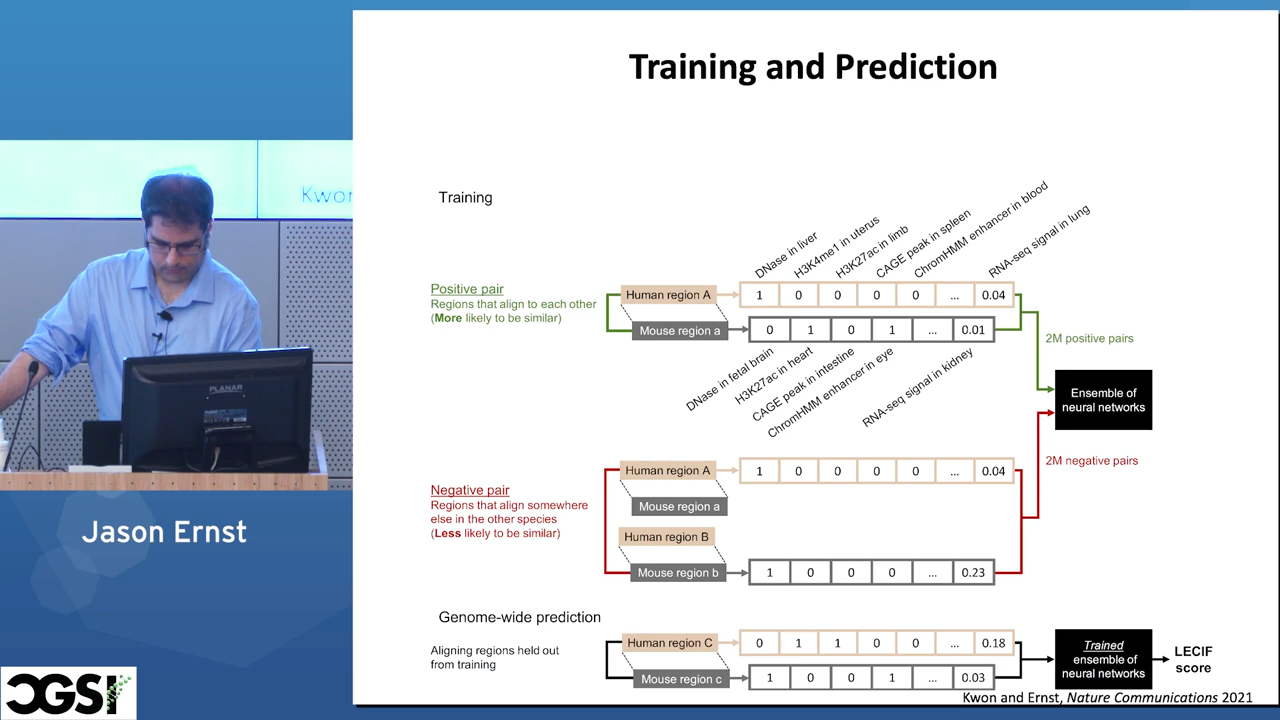 Training and Prediction
Training
DNase in liver
H3K4me1 in uterus
H3K27ac in limb
CAGE peak in spleen
ChromHMM enhancer in blood
RNA-seq signal in lung
Positive pair
Regions that align to each other
(More likely to be similar)
Human region A
1 0 0 0 0 ... 0.04
Mouse region a
0 1 0 1 ... 0.01
DNase in fetal brain
H3K27ac in heart
CAGE peak in intestine
ChromHMM enhancer in eye
RNA-seq signal in kidney
2M positive pairs
Ensemble of
neural networks
2M negative pairs
Negative pair
Regions that align somewhere
else in the other species
(Less likely to be similar)
Human region A
1 0 0 0 0 ... 0.04
Mouse region a
Human region B
Mouse region b
1 0 0 0 ... 0.23
Genome-wide prediction
Aligning regions held out
from training
Human region C
0 1 1 0 0 ... 0.18
Mouse region c
1 0 0 1 ... 0.03
Trained
ensemble of
neural networks
LECIF
score
Kwon and Ernst, Nature Communications 2021
Kwon
PLANAR
Jason Ernst
CGSI